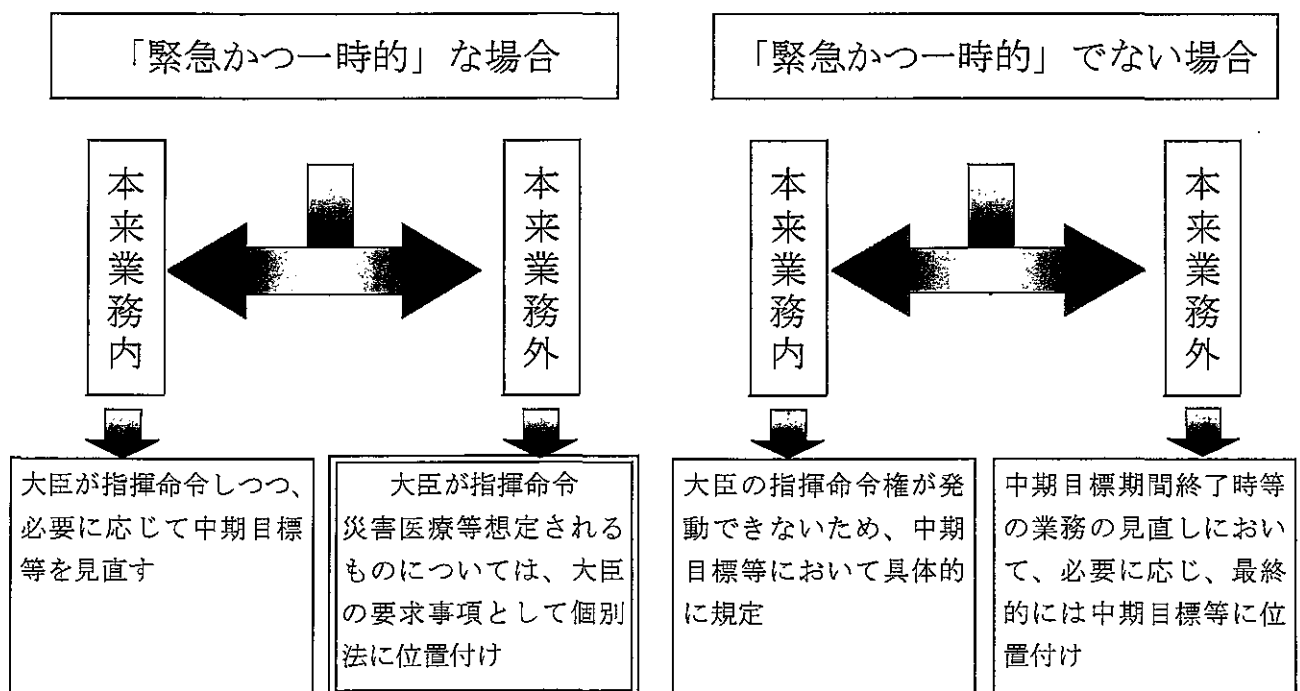 「緊急かつ一時的」な場合
本来業務内
本来業務外
大臣が指揮命令しつつ、
必要に応じて中期目標
等を見直す
大臣が指揮命令
災害医療等想定される
ものについては、大臣
の要求事項として個別
法に位置付け
「緊急かつ一時的」でない場合
本来業務内
本来業務外
大臣の指揮命令権が発
動できないため、中期
目標等において具体的
に規定
中期目標期間終了時等
の業務の見直しにおい
て、必要に応じ、最終
的には中期目標等に位
置付け